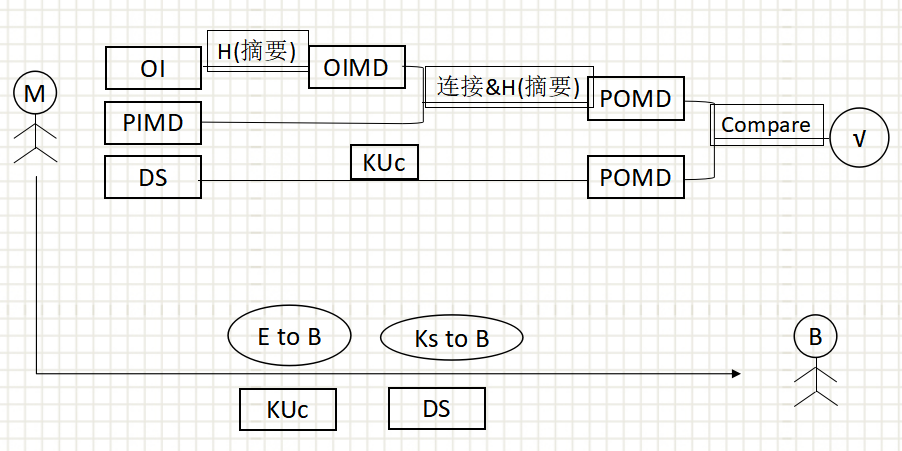 M
OI
H(摘要)
OIMD
PIMD
连接&H(摘要)
POMD
Compare
√
DS
KUc
POMD
E to B
Ks to B
B
KUc
DS